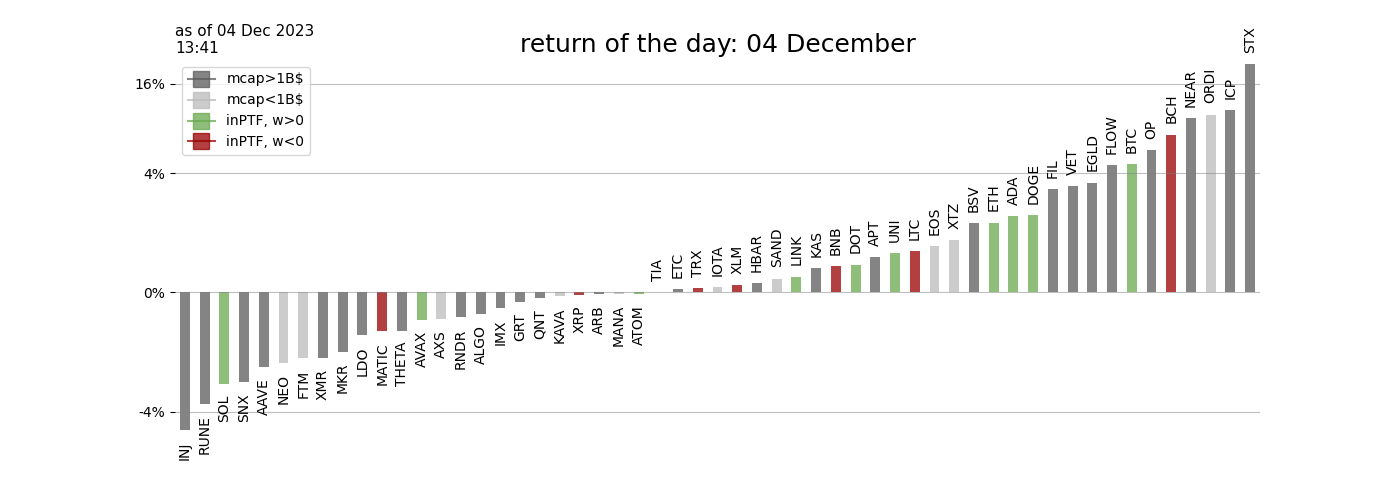 as of 04 Dec 2023
13:41
return of the day: 04 December
mcap>1B$
mcap<1B$
inPTF, w>0
inPTF, w<0
16%
4%
0%
-4%
INJ
RUNE
SOL
SNX
AAVE
NEO
FTM
XMR
MKR
LDO
MATIC
THETA
AVAX
AXS
RNDR
ALGO
IMX
GRT
QNT
KAVA
XRP
ARB
MANA
ATOM
TIA
ETC
TRX
IOTA
XLM
HBAR
SAND
LINK
KAS
BNB
DOT
APT
UNI
LTC
EOS
XTZ
BSV
ETH
ADA
DOGE
FIL
VET
EGLD
FLOW
BTC
OP
BCH
NEAR
ORDI
ICP
STX